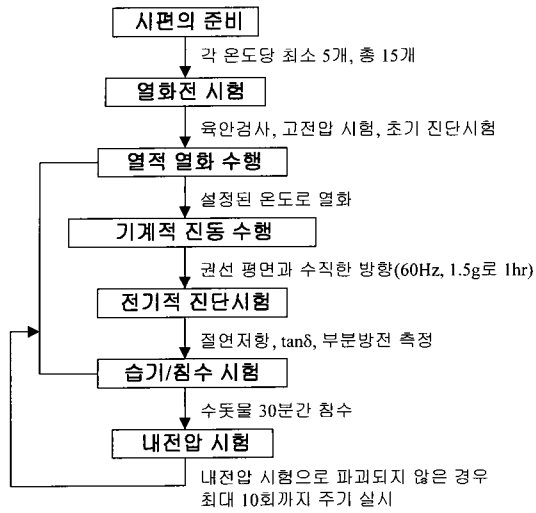 시편의 준비
각 온도당 최소 5개, 총 15개
열화전 시험
육안검사, 고전압 시험, 초기 진단시험
열적 열화 수행
설정된 온도로 열화
기계적 진동 수행
권선 평면과 수직한 방향(60Hz, 1.5g로 1hr)
전기적 진단시험
절연저항, tanδ, 부분방전 측정
습기/침수 시험
수돗물 30분간 침수
내전압 시험
내전압 시험으로 파괴되지 않은 경우
최대 10회까지 주기 실시